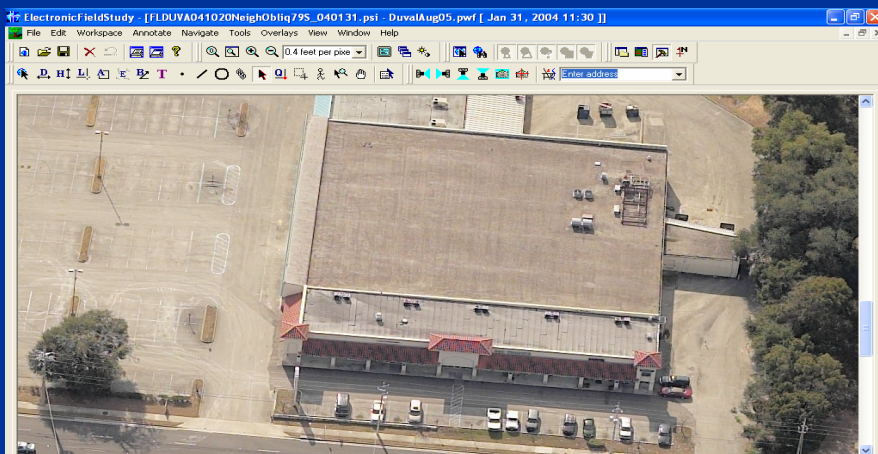 ElectronicFieldStudy - [FLDUVA041020NeighObliq79S_040131.psi - DuvalAug05.pwf [ Jan 31, 2004 11:30 ]]
File Edit Workspace Annotate Navigate Tools Overlays View Window Help
0.4 feet per pixe
Enter address